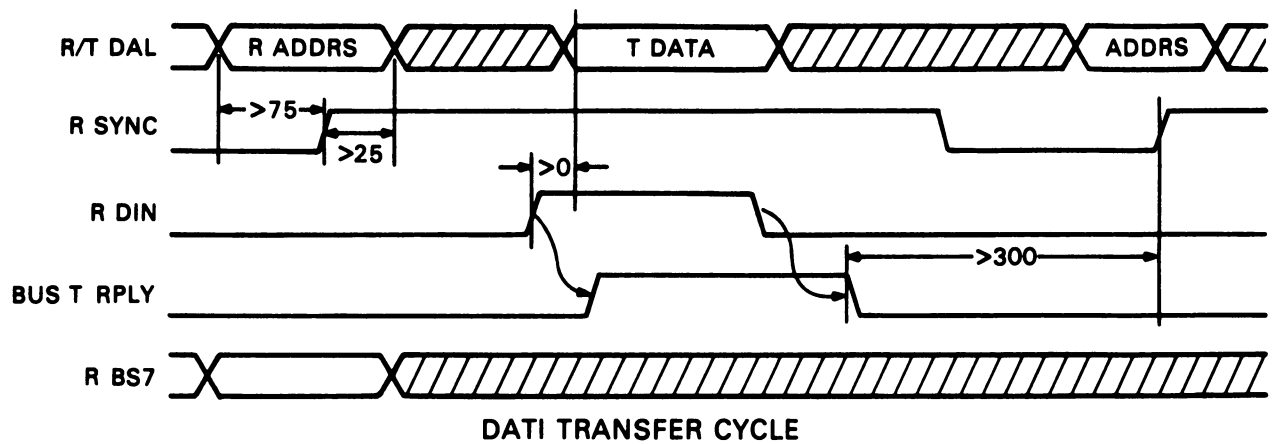 R/T DAL R ADDRS T DATA ADDRS
>75
R SYNC
>25
>0
R DIN
>300
BUS T RPLY
R BS7
DATI TRANSFER CYCLE